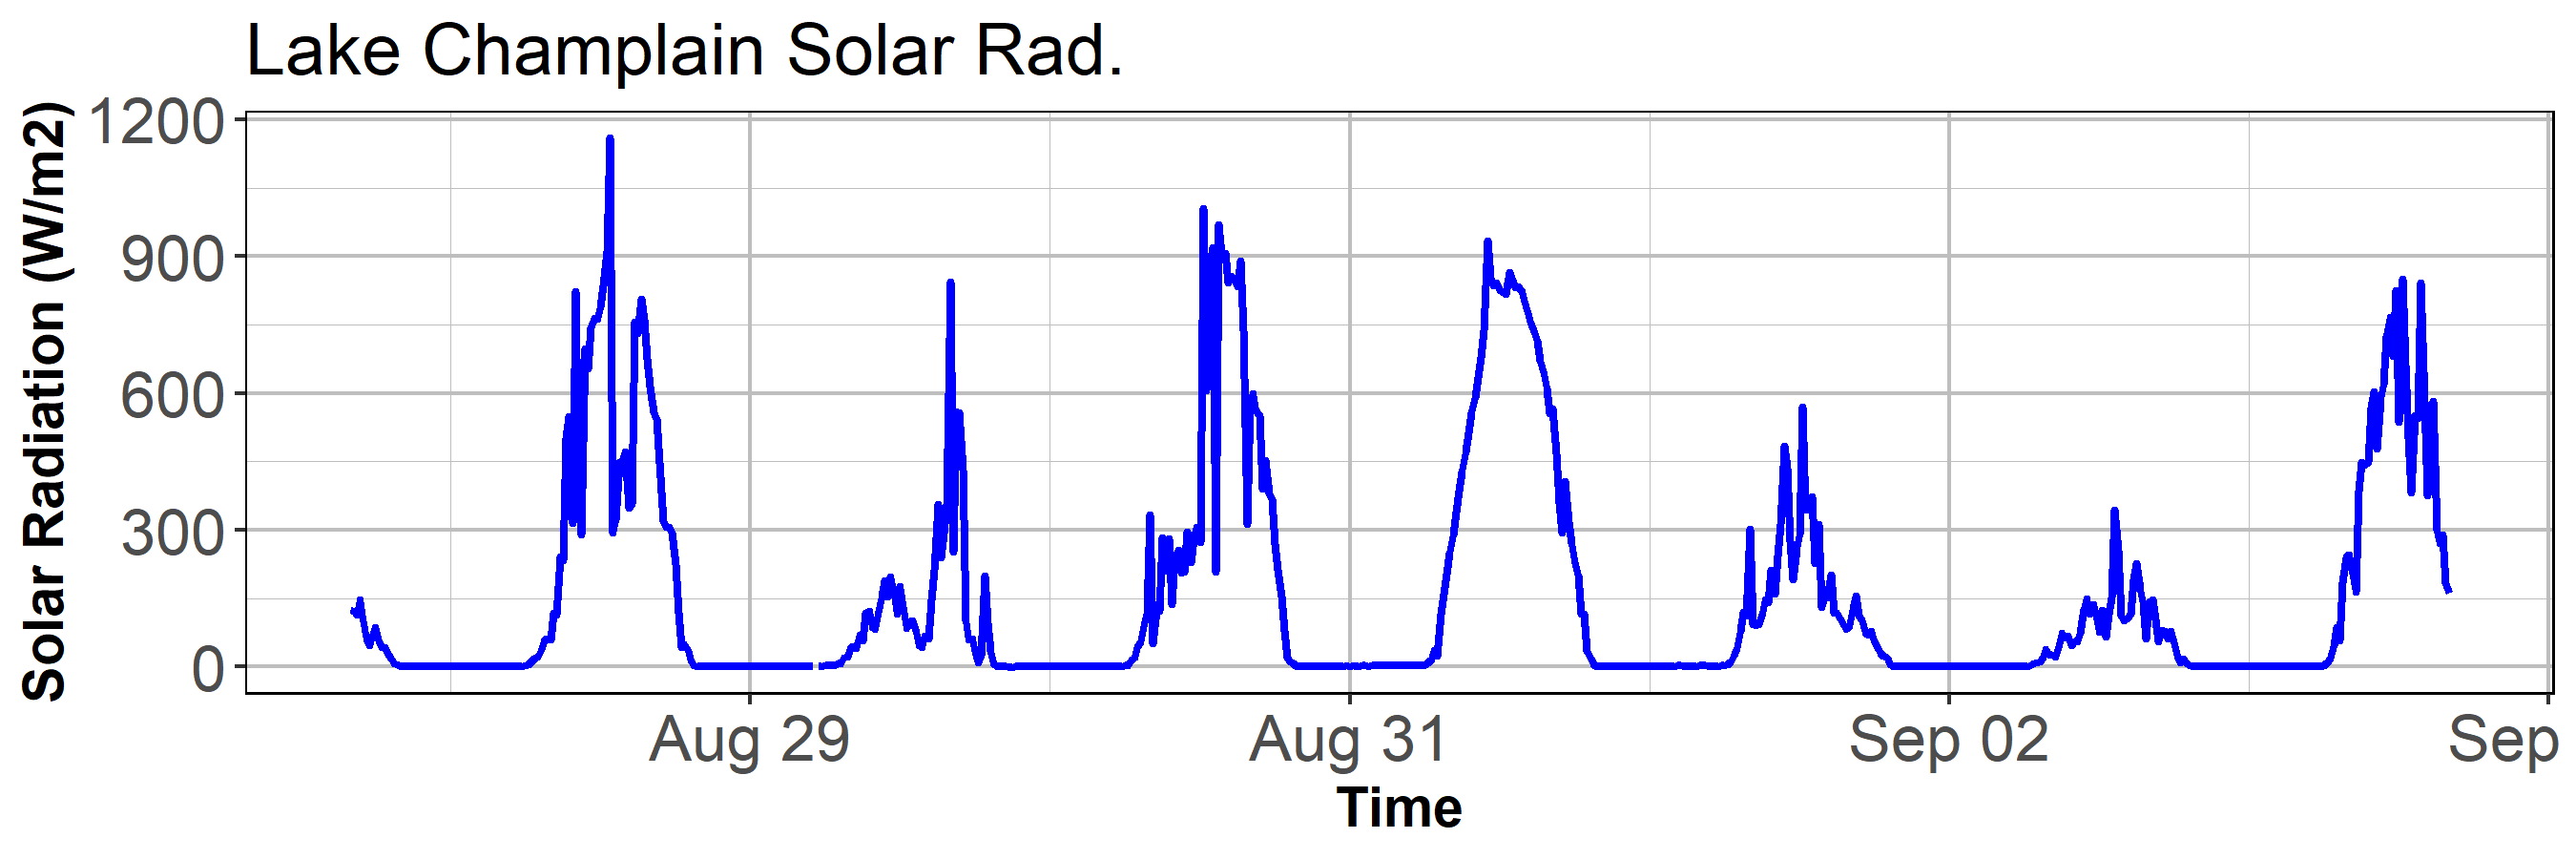 Lake Champlain Solar Rad.
Solar Radiation (W/m2)
1200
900
600
300
0
Aug 29
Aug 31
Sep 02
Sep
Time